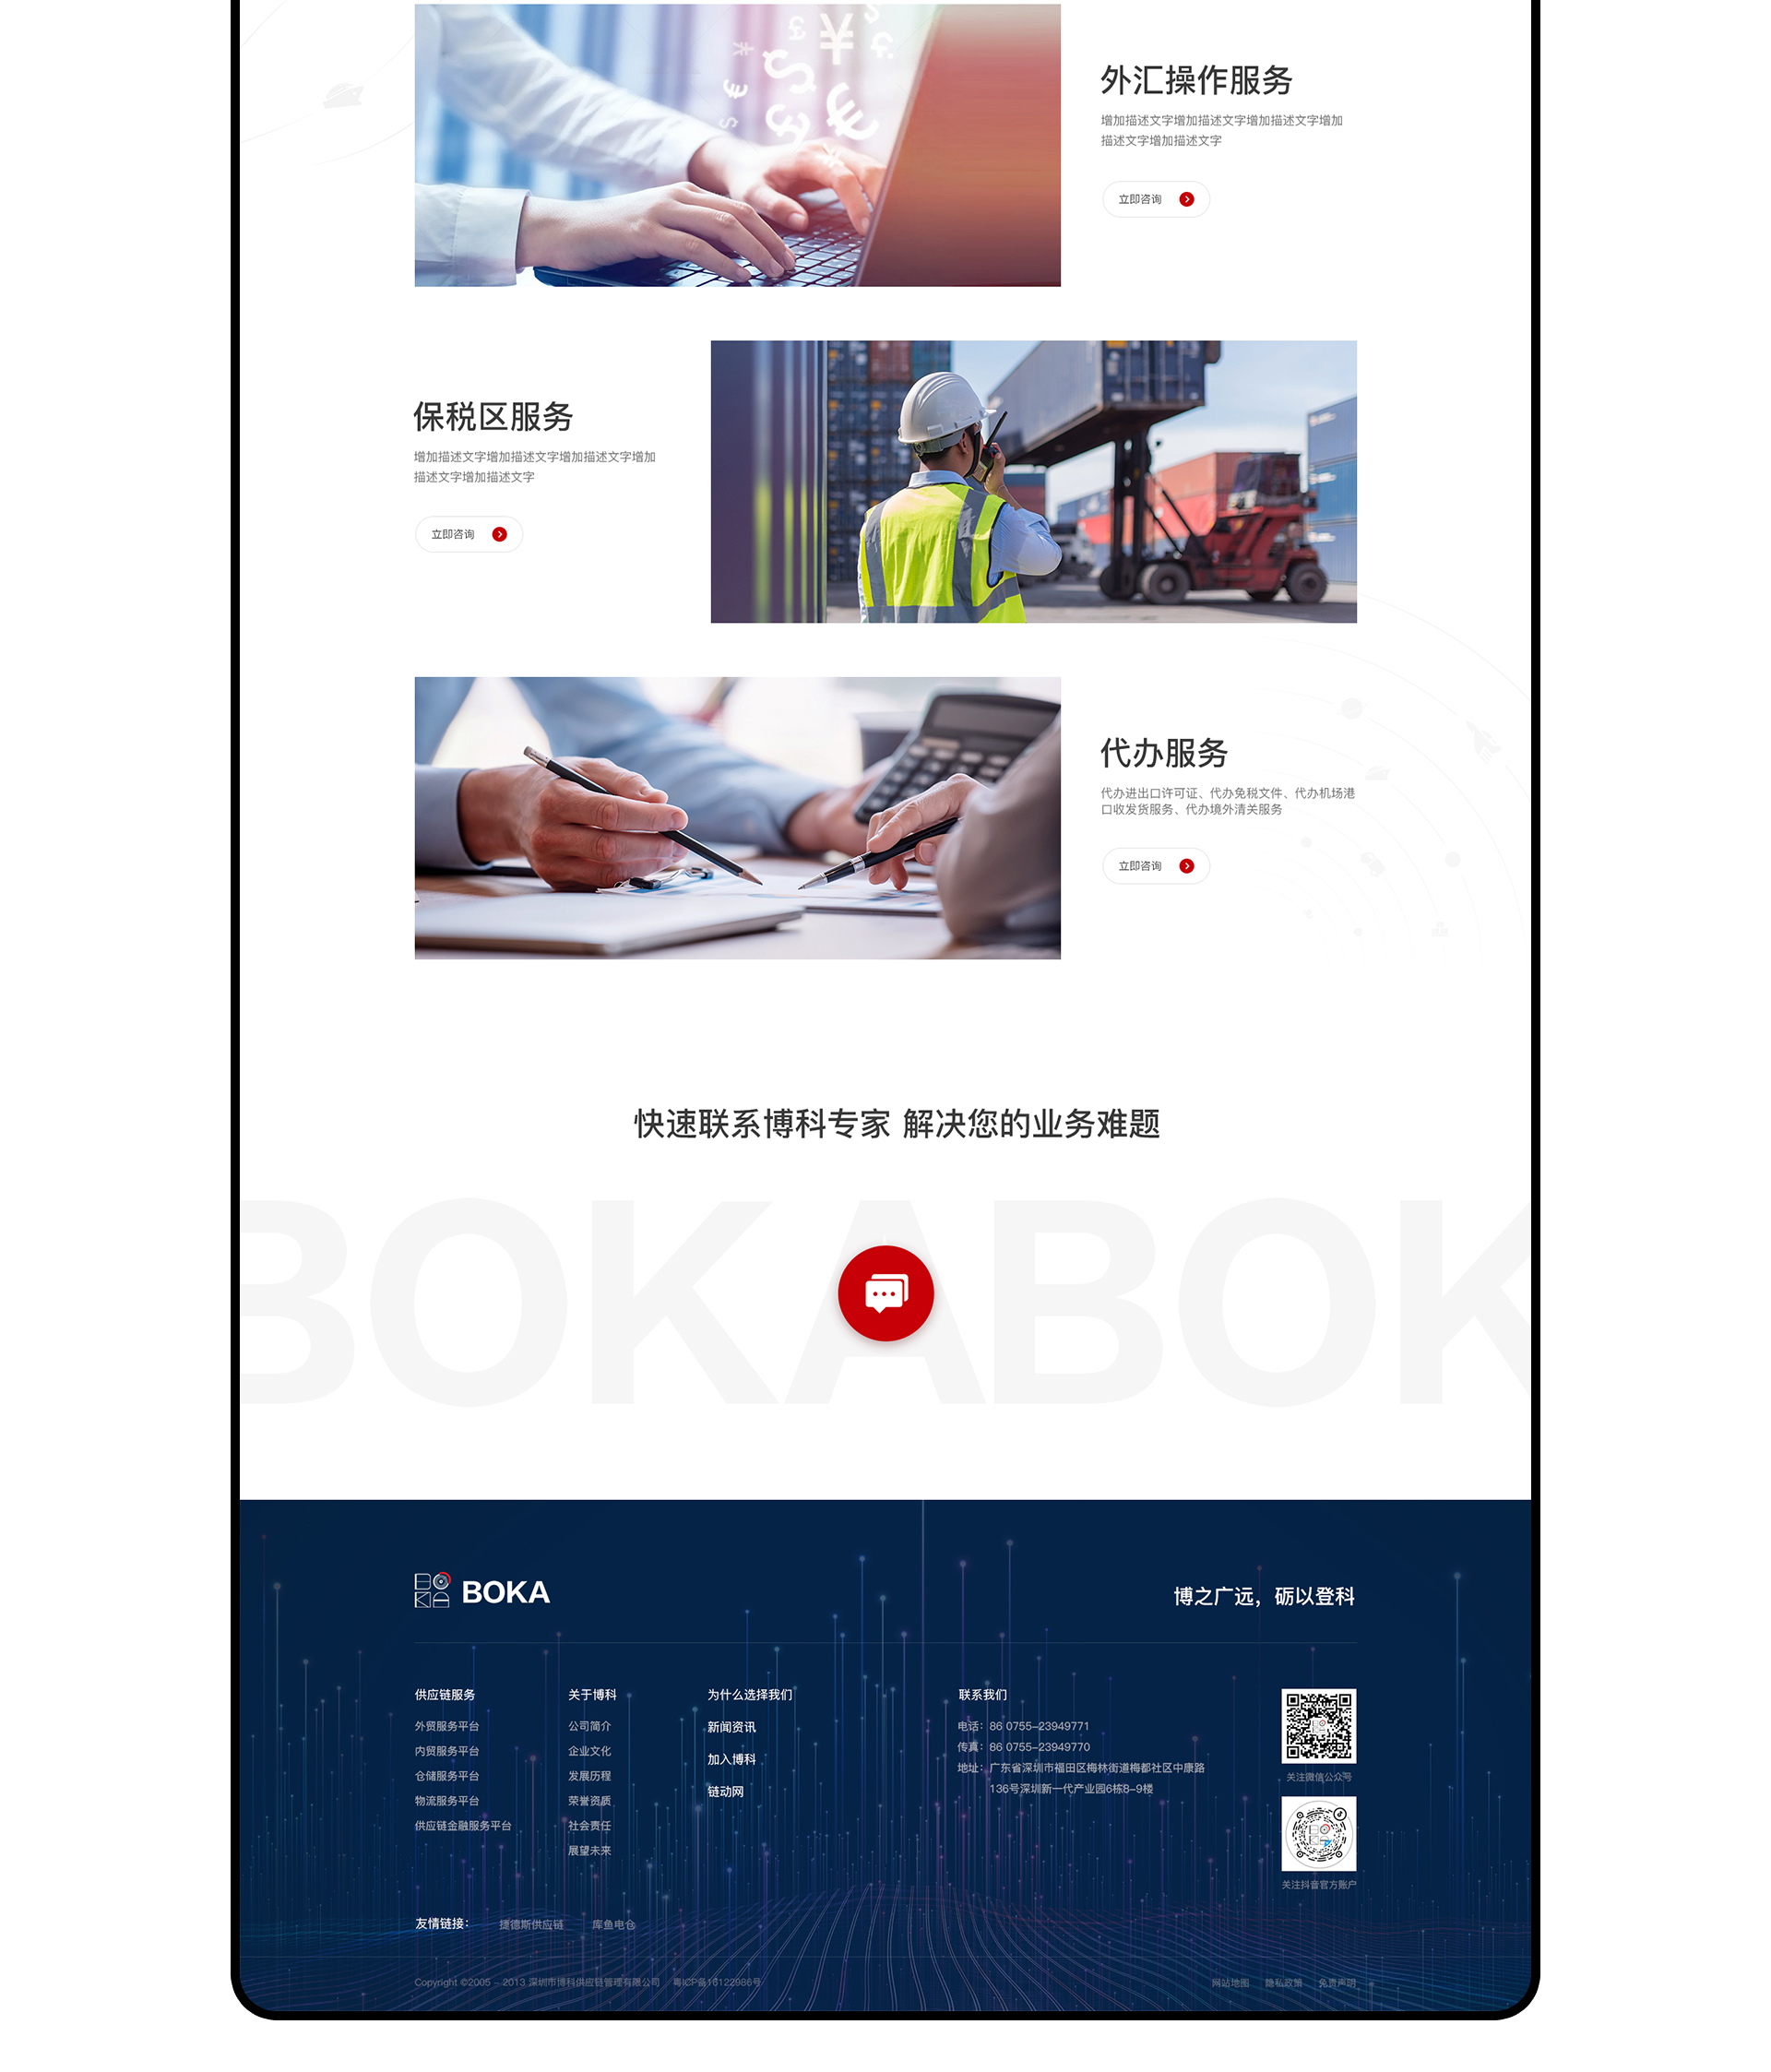 外汇操作服务
增加描述文字增加描述文字增加描述文字增加
描述文字增加描述文字
立即咨询
保税区服务
增加描述文字增加描述文字增加描述文字增加
描述文字增加描述文字
立即咨询
代办服务
代办进出口许可证、代办免税文件、代办机场港
口收发货服务、代办境外清关服务
立即咨询
快速联系博科专家 解决您的业务难题
BOKABOK
BOKA BOKA
博之广远，砺以登科
供应链服务
外贸服务平台
内贸服务平台
仓储服务平台
物流服务平台
供应链金融服务平台
关于博科
公司简介
企业文化
发展历程
荣誉资质
社会责任
展望未来
为什么选择我们
新闻资讯
加入博科
链动网
联系我们
电话：86 0755-23949771
传真：86 0755-23949770
地址：广东省深圳市福田区梅林街道梅都社区中康路
136号深圳新一代产业园6栋8-9楼
关注微信公众号
关注抖音官方账户
友情链接： 捷德斯供应链 库鱼电仓
Copyright ©2005 - 2013 深圳市博科供应链管理有限公司 粤ICP备16122986号
网站地图 隐私政策 免责声明